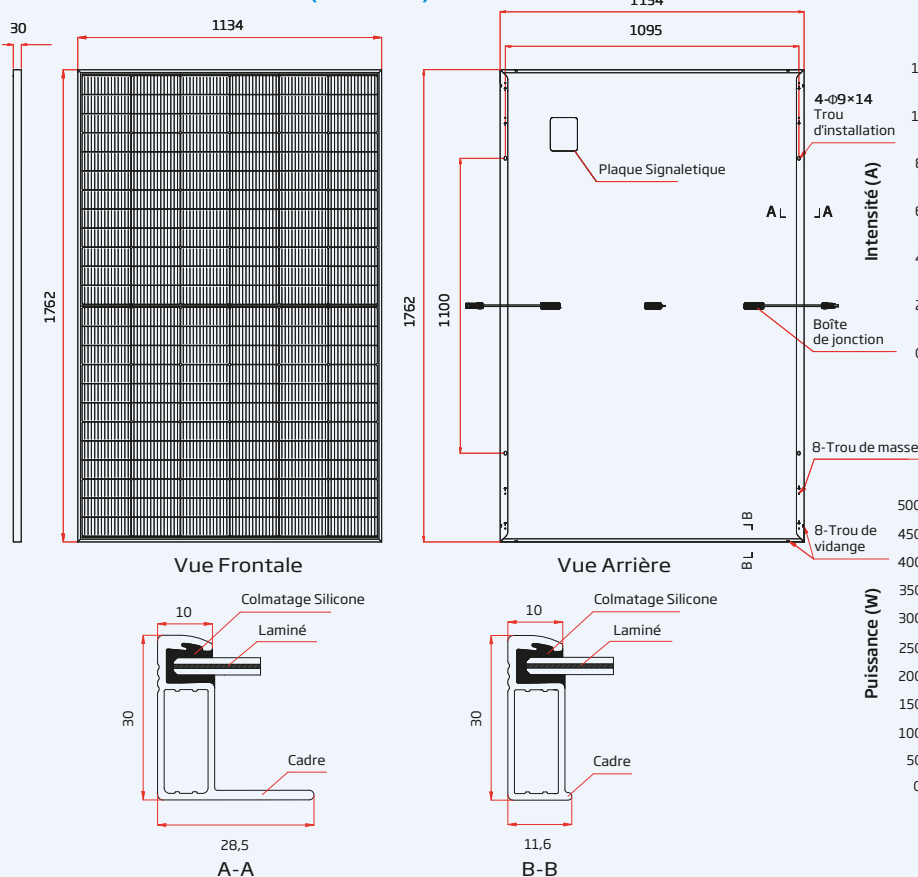 30
1134
1134
1095
1762
1762
1100
4-Φ9×14
Trou
d'installation
Plaque Signaletique
A
A
Boîte
de jonction
8-Trou de masse
8-Trou de
vidange
B
B
Vue Frontale
Vue Arrière
10
Colmatage Silicone
Laminé
30
Cadre
28,5
A-A
10
Colmatage Silicone
Laminé
30
Cadre
11,6
B-B
Intensité (A)
Puissance (W)
500
450
400
350
300
250
200
150
100
50
0